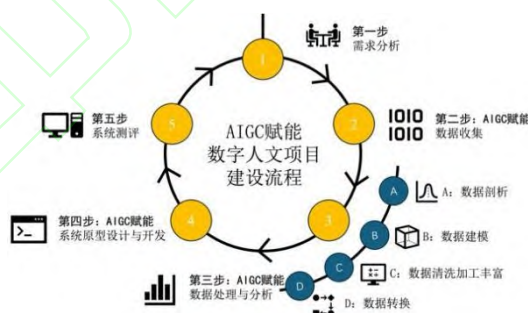 第一步
需求分析
1
2
1010
1010
第二步：AIGC赋能
数据收集
第五步
系统测评
5
AIGC赋能
数字人文项目
建设流程
A
A：数据剖析
B
B：数据建模
第四步：AIGC赋能
系统原型设计与开发
4
3
C
C：数据清洗加工丰富
第三步：AIGC赋能
数据处理与分析
D
D：数据转换